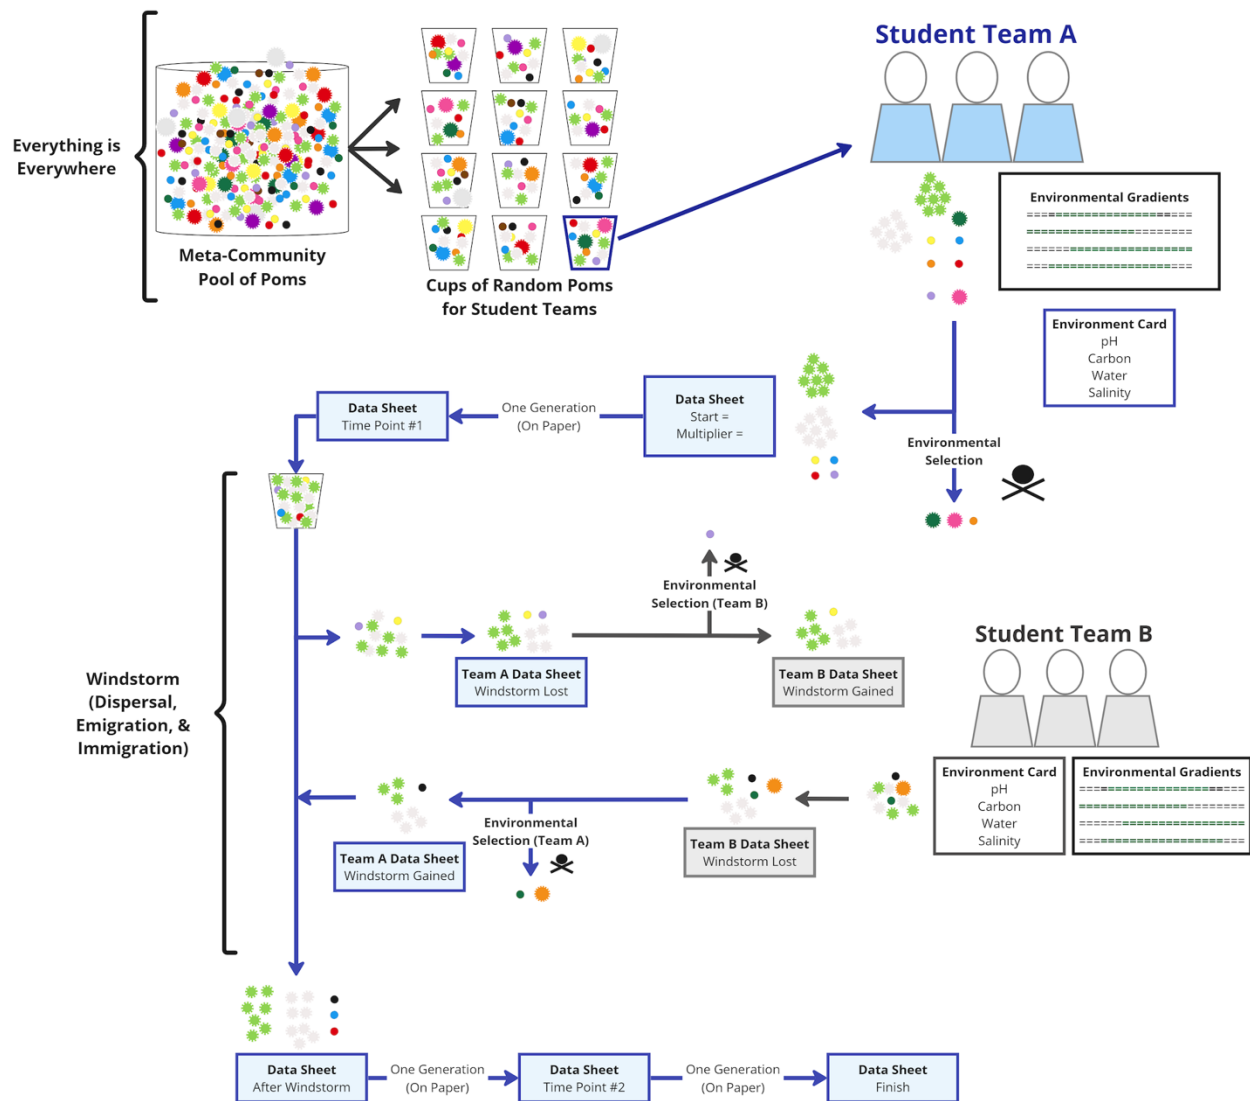 Everything is
Everywhere
Meta-Community
Pool of Poms
Cups of Random Poms
for Student Teams
Student Team A
Environmental Gradients
====================
====================
====================
====================
Environment Card
pH
Carbon
Water
Salinity
Data Sheet
Time Point #1
One Generation
(On Paper)
Data Sheet
Start =
Multiplier =
Environmental
Selection
Windstorm
(Dispersal,
Emigration, &
Immigration)
Environmental
Selection (Team B)
Team A Data Sheet
Windstorm Lost
Team B Data Sheet
Windstorm Gained
Student Team B
Environment Card
pH
Carbon
Water
Salinity
Environmental Gradients
====================
====================
====================
====================
Environmental
Selection (Team A)
Team A Data Sheet
Windstorm Gained
Team B Data Sheet
Windstorm Lost
Data Sheet
After Windstorm
One Generation
(On Paper)
Data Sheet
Time Point #2
One Generation
(On Paper)
Data Sheet
Finish